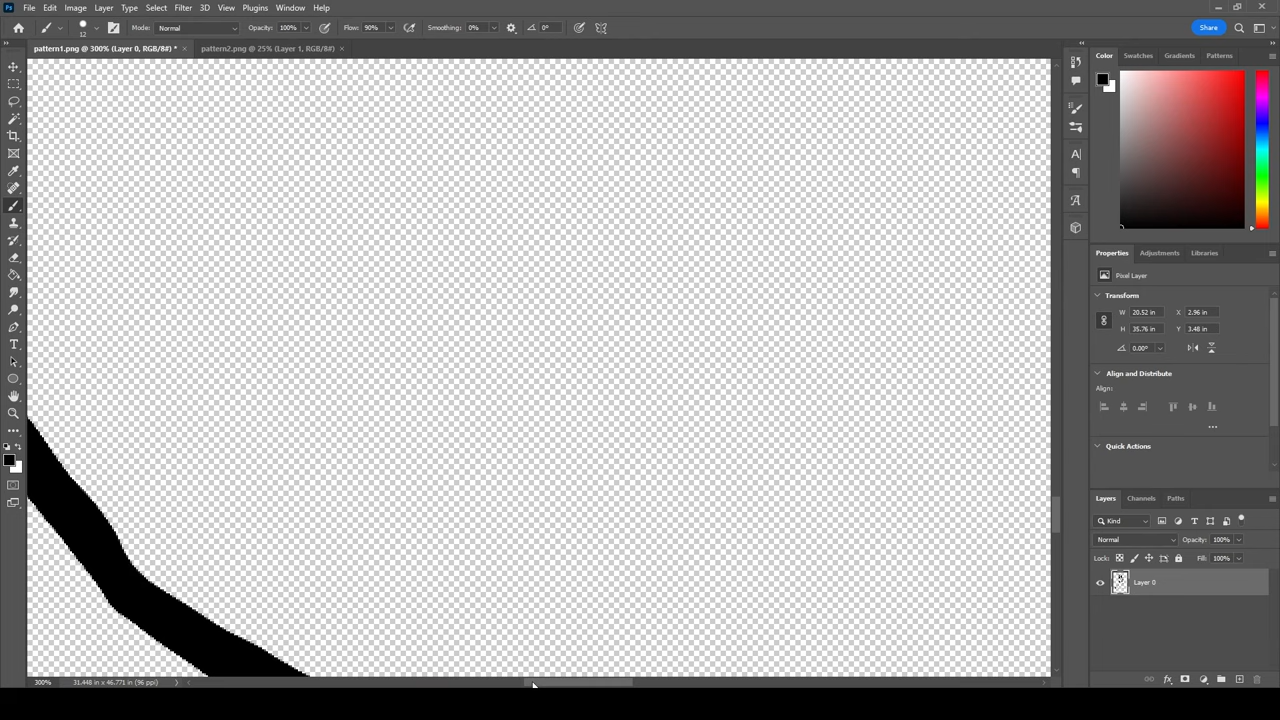 Ps File Edit Image Layer Type Select Filter 3D View Plugins Window Help
12 Mode: Normal Opacity: 100% Flow: 90% Smoothing: 0% 0° Share
pattern1.png @ 300% (Layer 0, RGB/8#) * × pattern2.png @ 25% (Layer 1, RGB/8#) ×
Color Swatches Gradients Patterns
Properties Adjustments Libraries
Pixel Layer
Transform
W 20.52 in X 2.96 in
H 35.76 in Y 3.48 in
0.00°
Align and Distribute
Align:
Quick Actions
Layers Channels Paths
Kind
Normal Opacity: 100%
Lock: Fill: 100%
Layer 0
300% 31.448 in x 46.771 in (96 ppi)